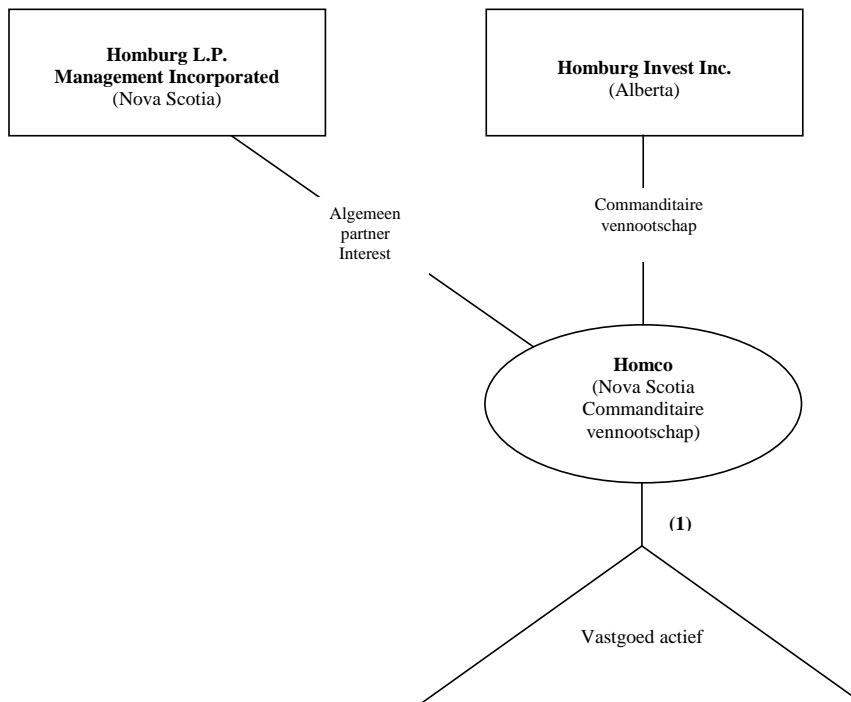 Homburg L.P.
Management Incorporated
(Nova Scotia)
Homburg Invest Inc.
(Alberta)
Algemeen
partner
Interest
Commanditaire
vennootschap
Homco
(Nova Scotia
Commanditaire
vennootschap)
(1)
Vastgoed actief